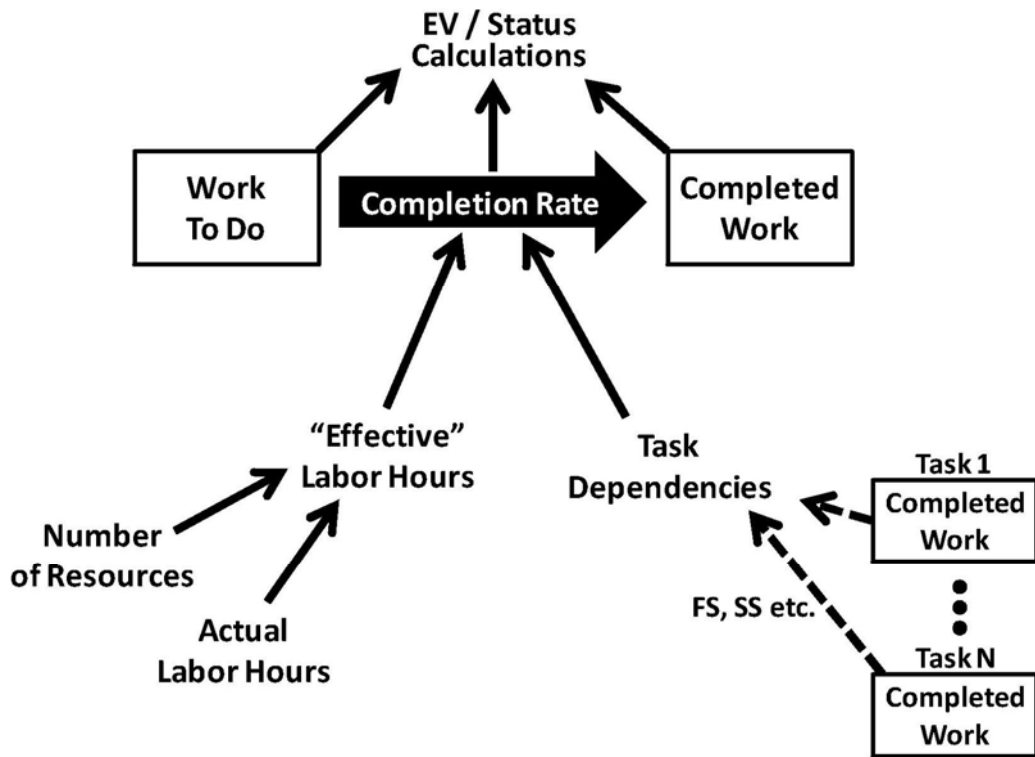 EV / Status
Calculations
Work
To Do
Completion Rate
Completed
Work
“Effective”
Labor Hours
Task
Dependencies
Number
of Resources
Actual
Labor Hours
FS, SS etc.
Task 1
Completed
Work
Task N
Completed
Work